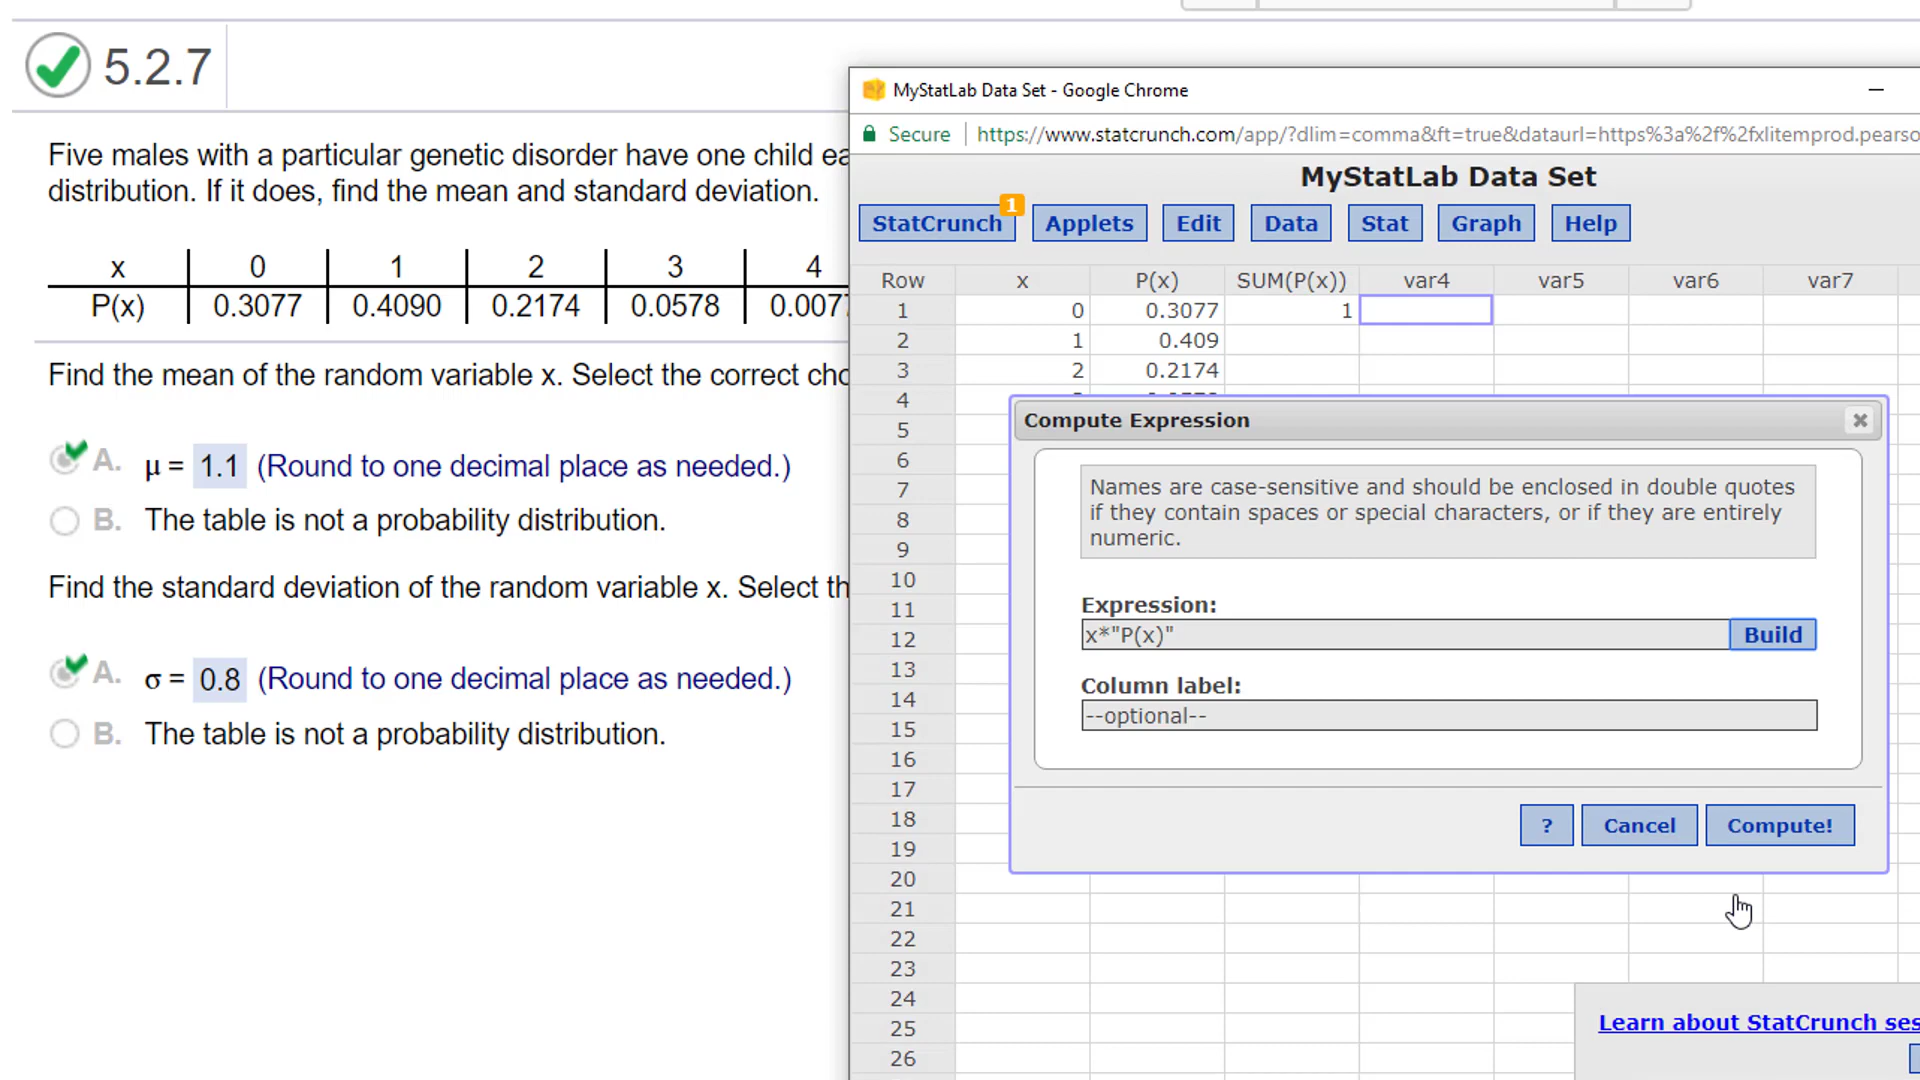 5.2.7
Five males with a particular genetic disorder have one child ea
distribution. If it does, find the mean and standard deviation.
x 0 1 2 3 4
P(x) 0.3077 0.4090 0.2174 0.0578 0.007
Find the mean of the random variable x. Select the correct cho
A. μ = 1.1 (Round to one decimal place as needed.)
B. The table is not a probability distribution.
Find the standard deviation of the random variable x. Select th
A. σ = 0.8 (Round to one decimal place as needed.)
B. The table is not a probability distribution.
MyStatLab Data Set - Google Chrome
Secure https://www.statcrunch.com/app/?dlim=comma&ft=true&dataurl=https%3a%2f%2fxlitemprod.pearso
MyStatLab Data Set
StatCrunch 1 Applets Edit Data Stat Graph Help
Row x P(x) SUM(P(x)) var4 var5 var6 var7
1 0 0.3077 1
2 1 0.409
3 2 0.2174
4
5
6
7
8
9
10
11
12
13
14
15
16
17
18
19
20
21
22
23
24
25
26
Compute Expression
Names are case-sensitive and should be enclosed in double quotes
if they contain spaces or special characters, or if they are entirely
numeric.
Expression:
x*"P(x)" Build
Column label:
--optional--
? Cancel Compute!
Learn about StatCrunch ses